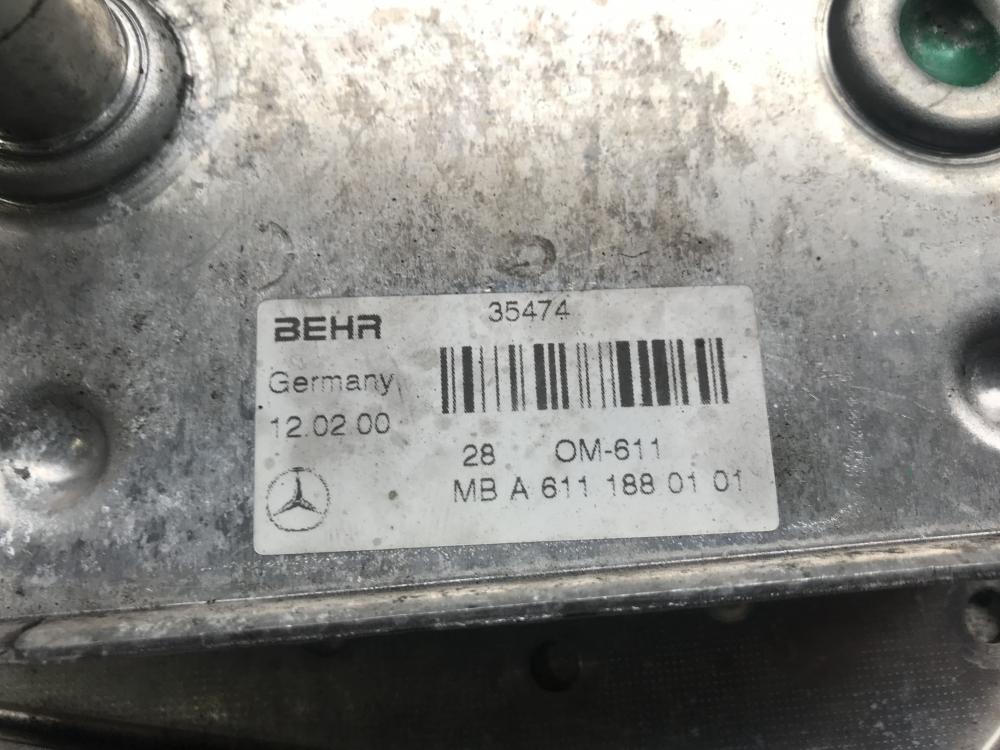 35474
BEHR
Germany
12.02.00
28 OM-611
MB A 611 188 01 01